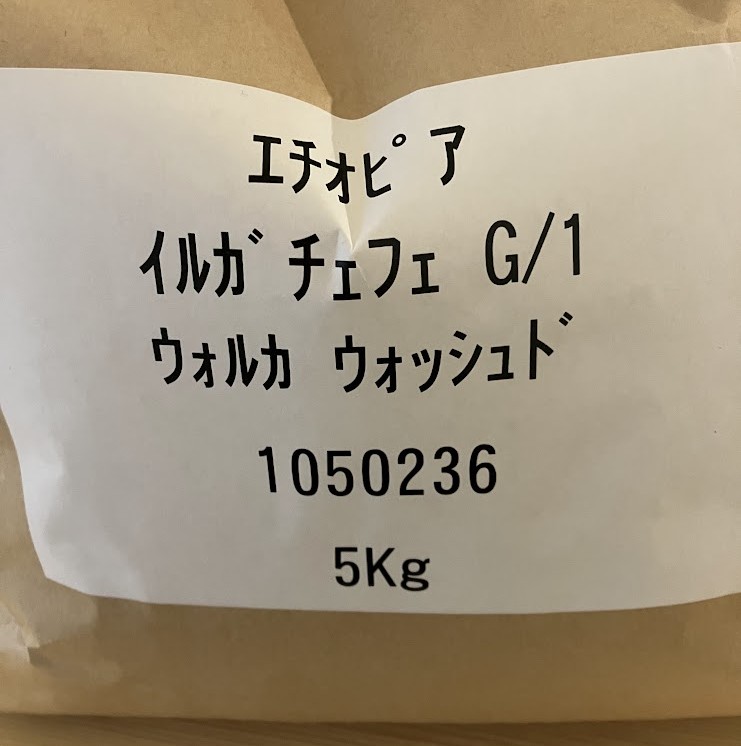 ｴﾁｵﾋﾟｱ
ｲﾙｶﾞﾁｪﾌｪ G/1
ｳｫﾙｶ ｳｫｯｼｭﾄﾞ
1050236
5Kg